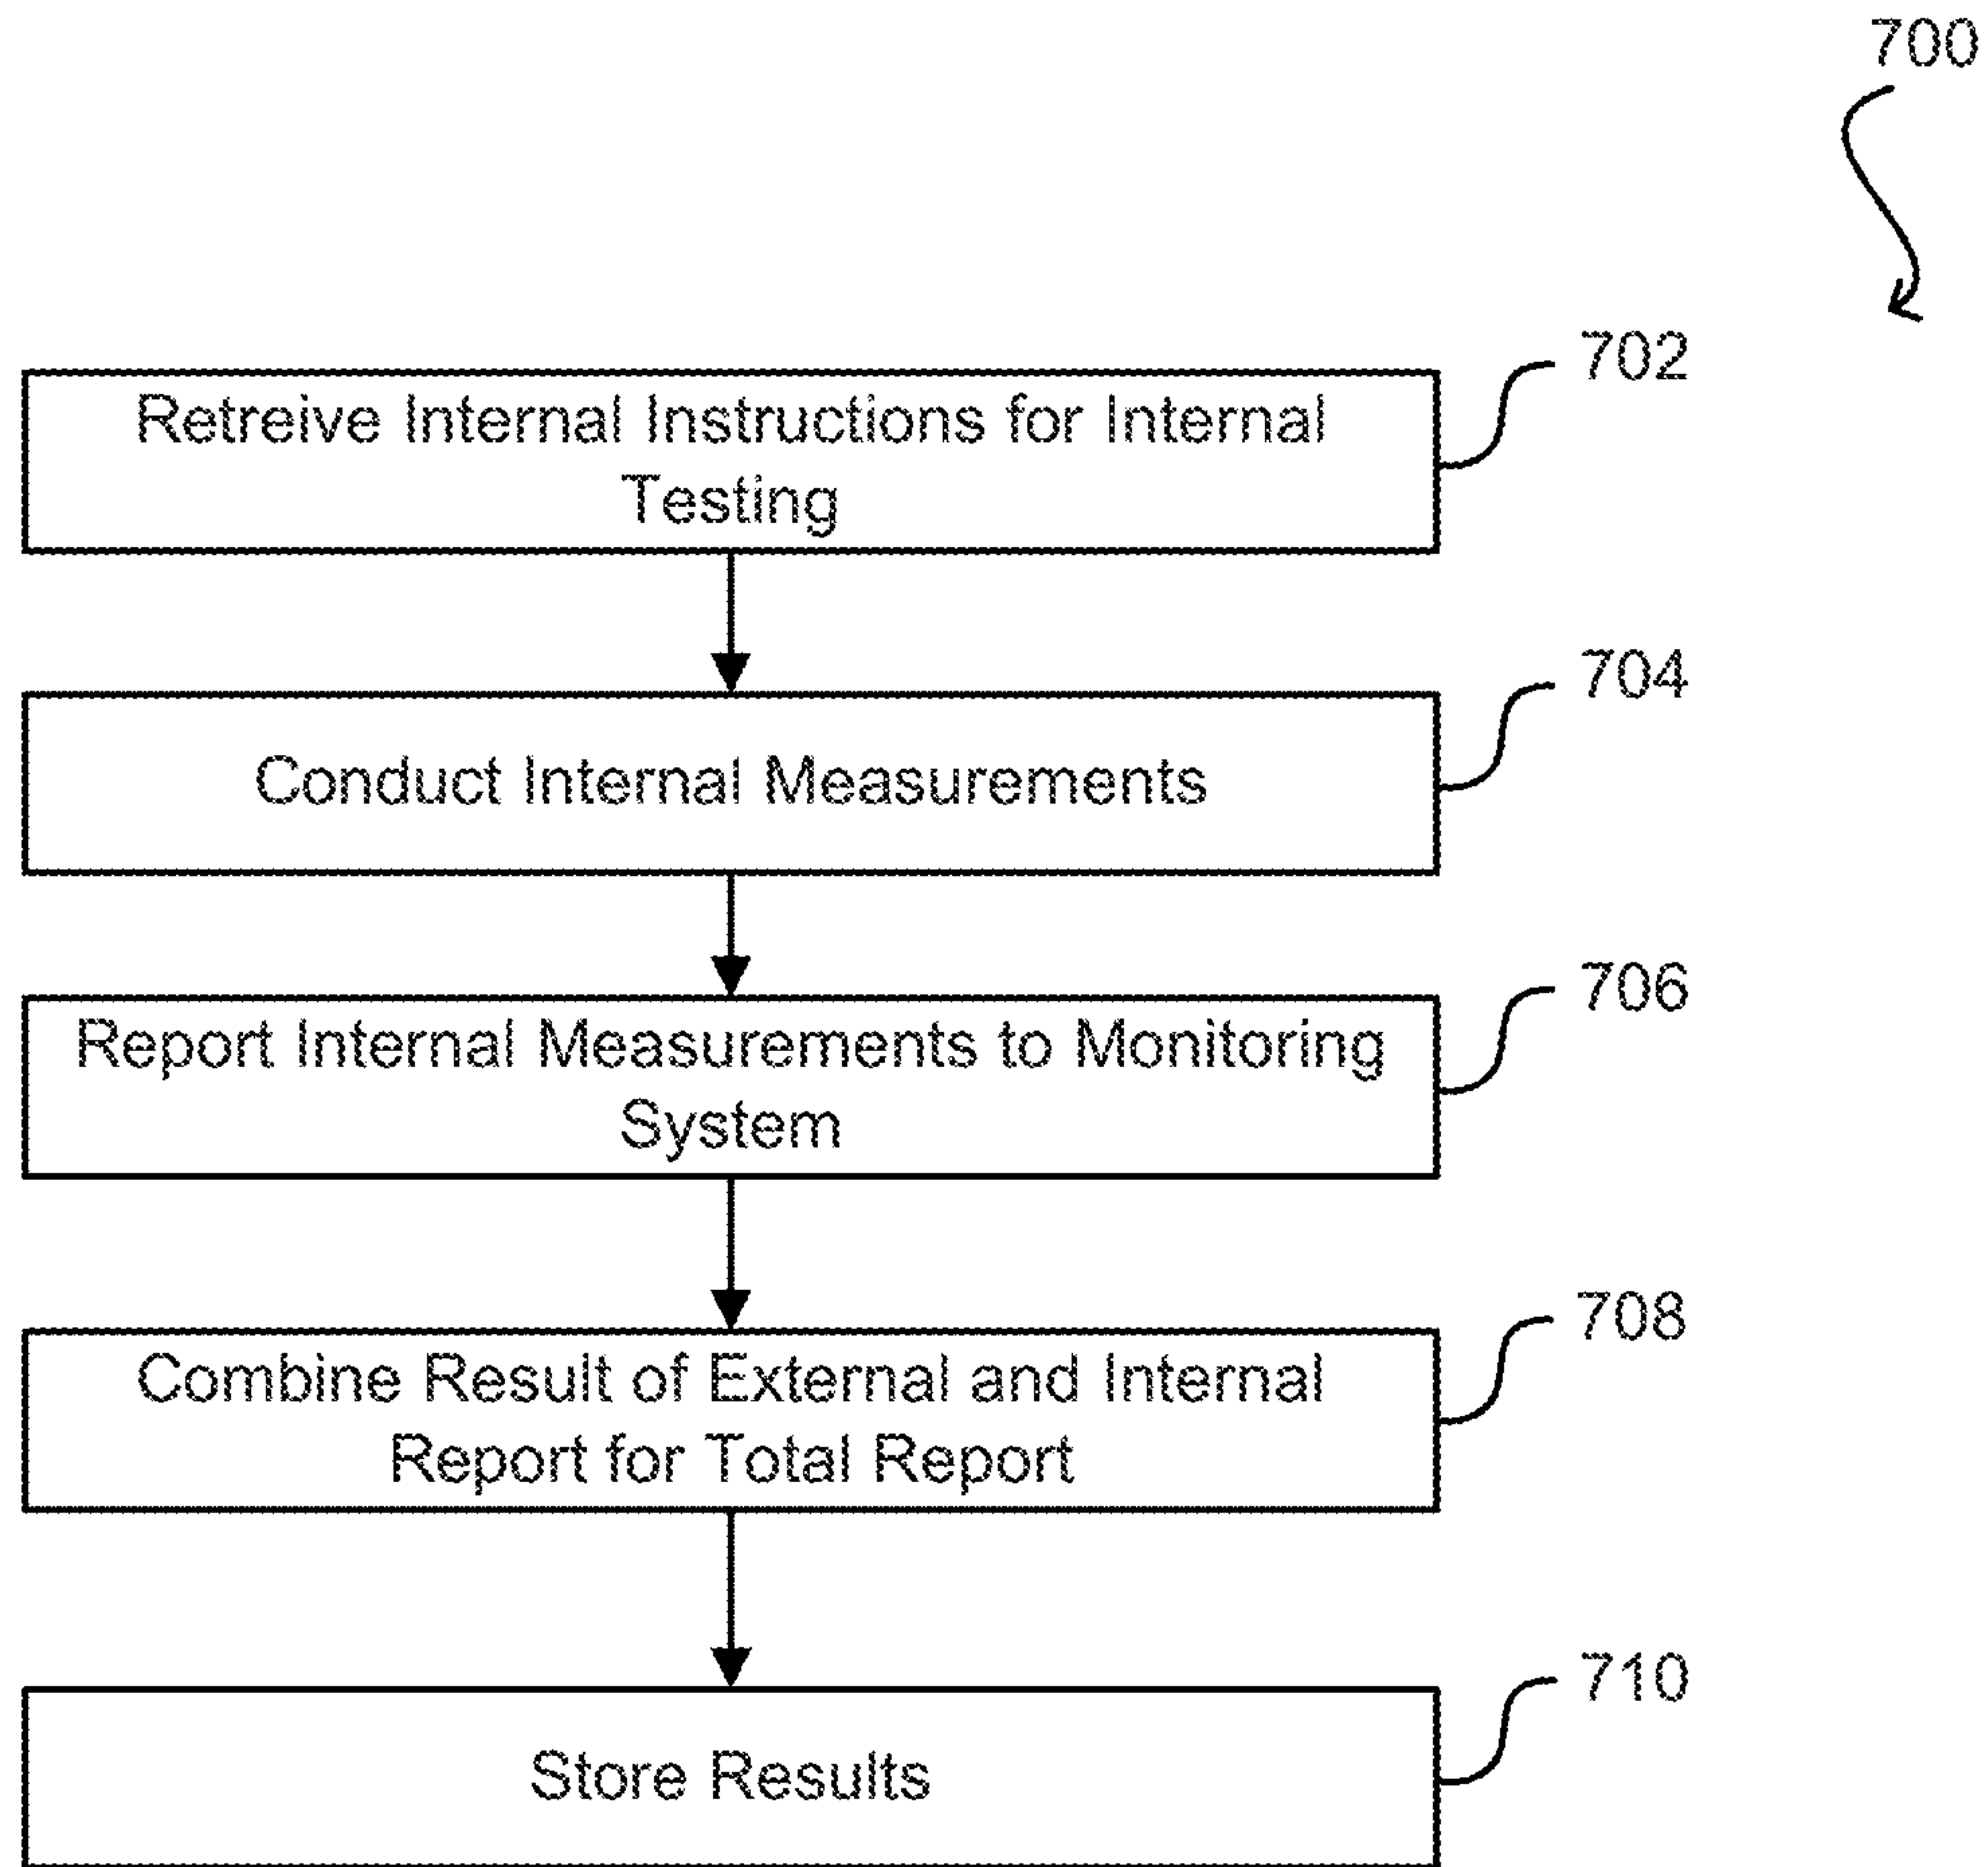 700
702
Retreive Internal Instructions for Internal
Testing
704
Conduct Internal Measurements
706
Report Internal Measurements to Monitoring
System
708
Combine Result of External and Internal
Report for Total Report
710
Store Results